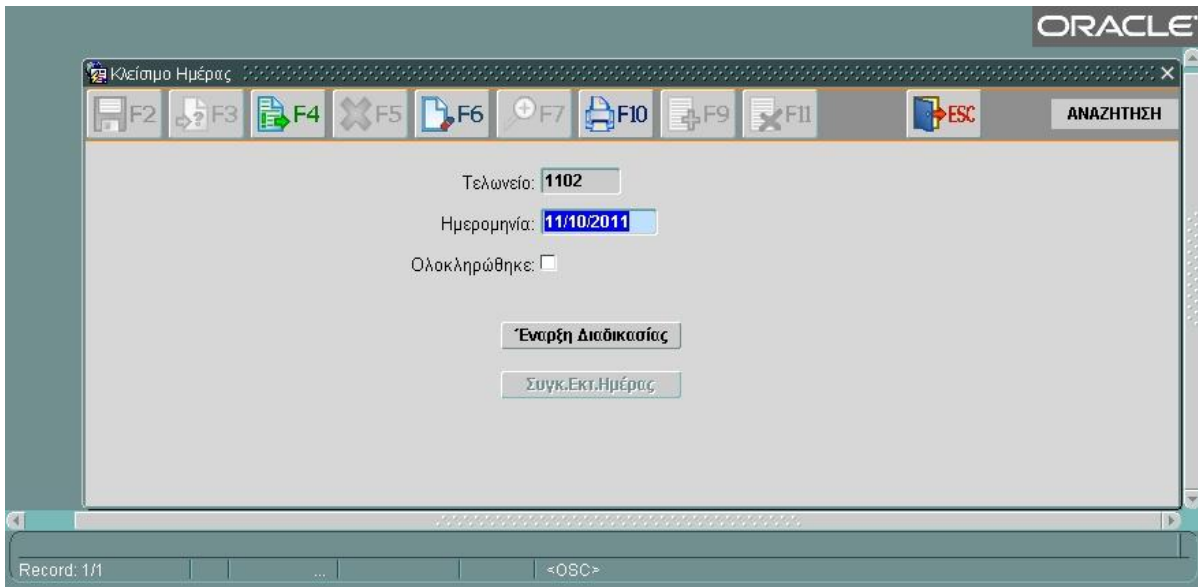 ORACLE
Κλείσιμο Ημέρας
F2 F3 F4 F5 F6 F7 F10 F9 F11 ESC ΑΝΑΖΗΤΗΣΗ
Τελωνείο: 1102
Ημερομηνία: 11/10/2011
Ολοκληρώθηκε:
Έναρξη Διαδικασίας
Συγκ.Εκτ.Ημέρας
Record: 1/1 ... <OSC>